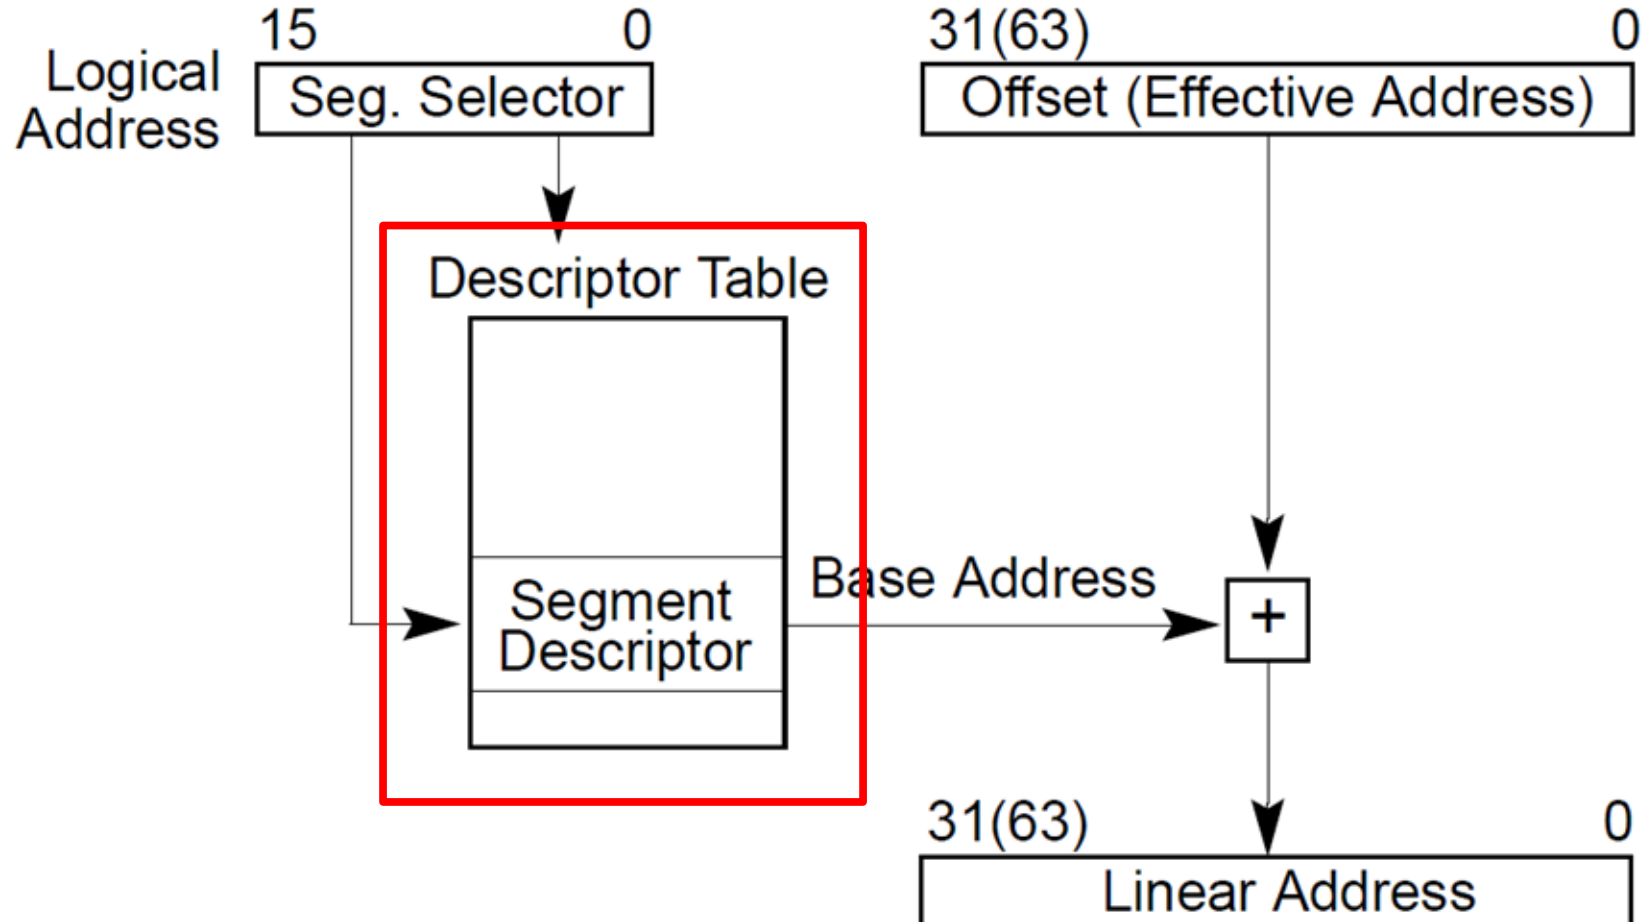 15 0 31(63) 0
Logical
Address
Seg. Selector
Offset (Effective Address)
Descriptor Table
Segment
Descriptor
Base Address
+
31(63) 0
Linear Address